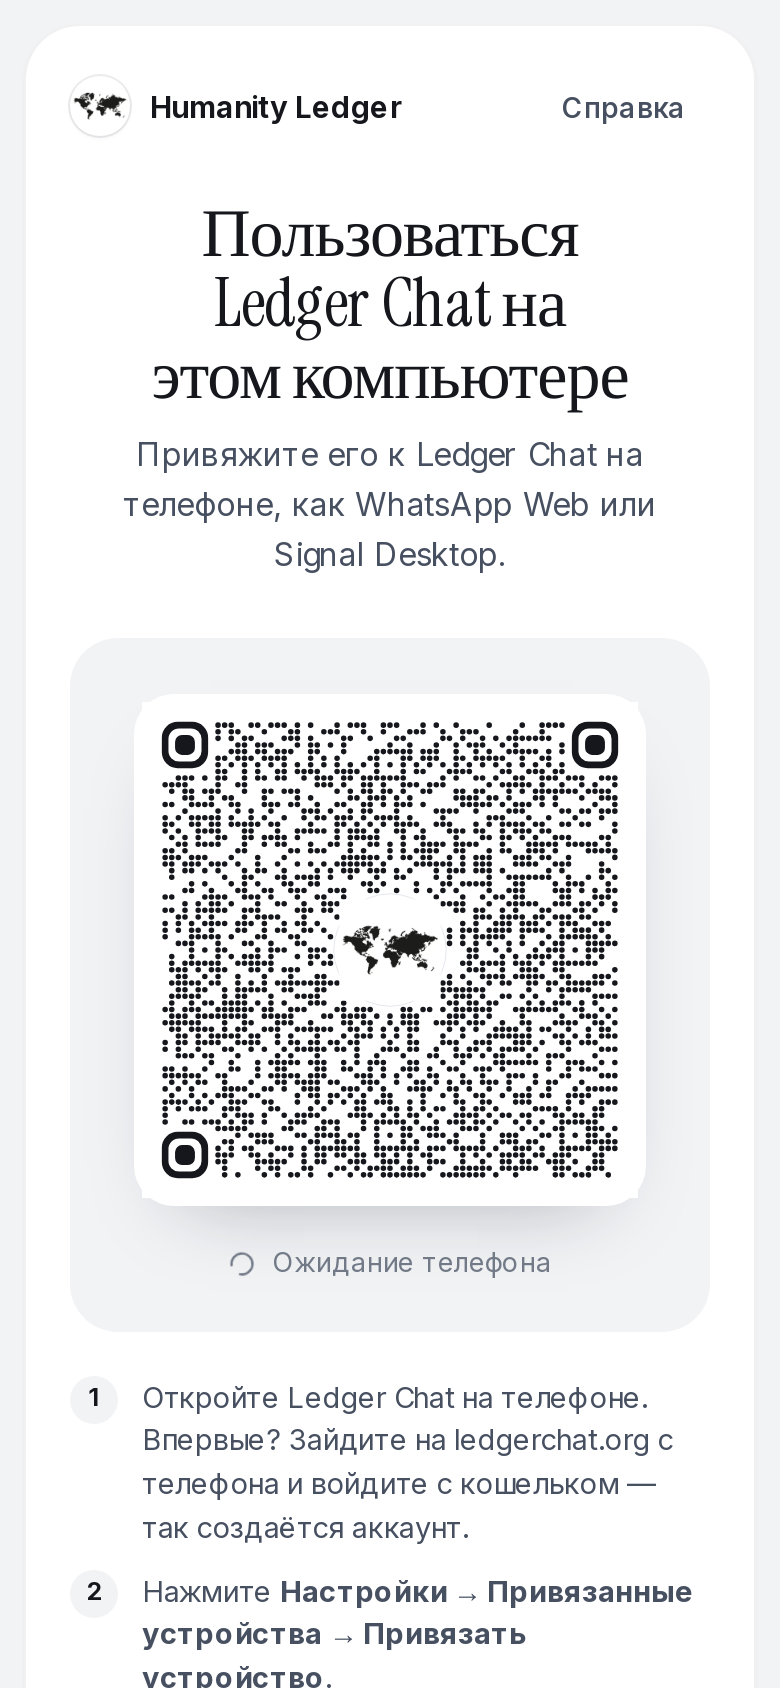 Humanity Ledger
Справка
Пользоваться
Ledger Chat на
этом компьютере
Привяжите его к Ledger Chat на
телефоне, как WhatsApp Web или
Signal Desktop.
Ожидание телефона
1
Откройте Ledger Chat на телефоне.
Впервые? Зайдите на ledgerchat.org с
телефона и войдите с кошельком —
так создаётся аккаунт.
2
Нажмите Настройки → Привязанные
устройства → Привязать
устройство.